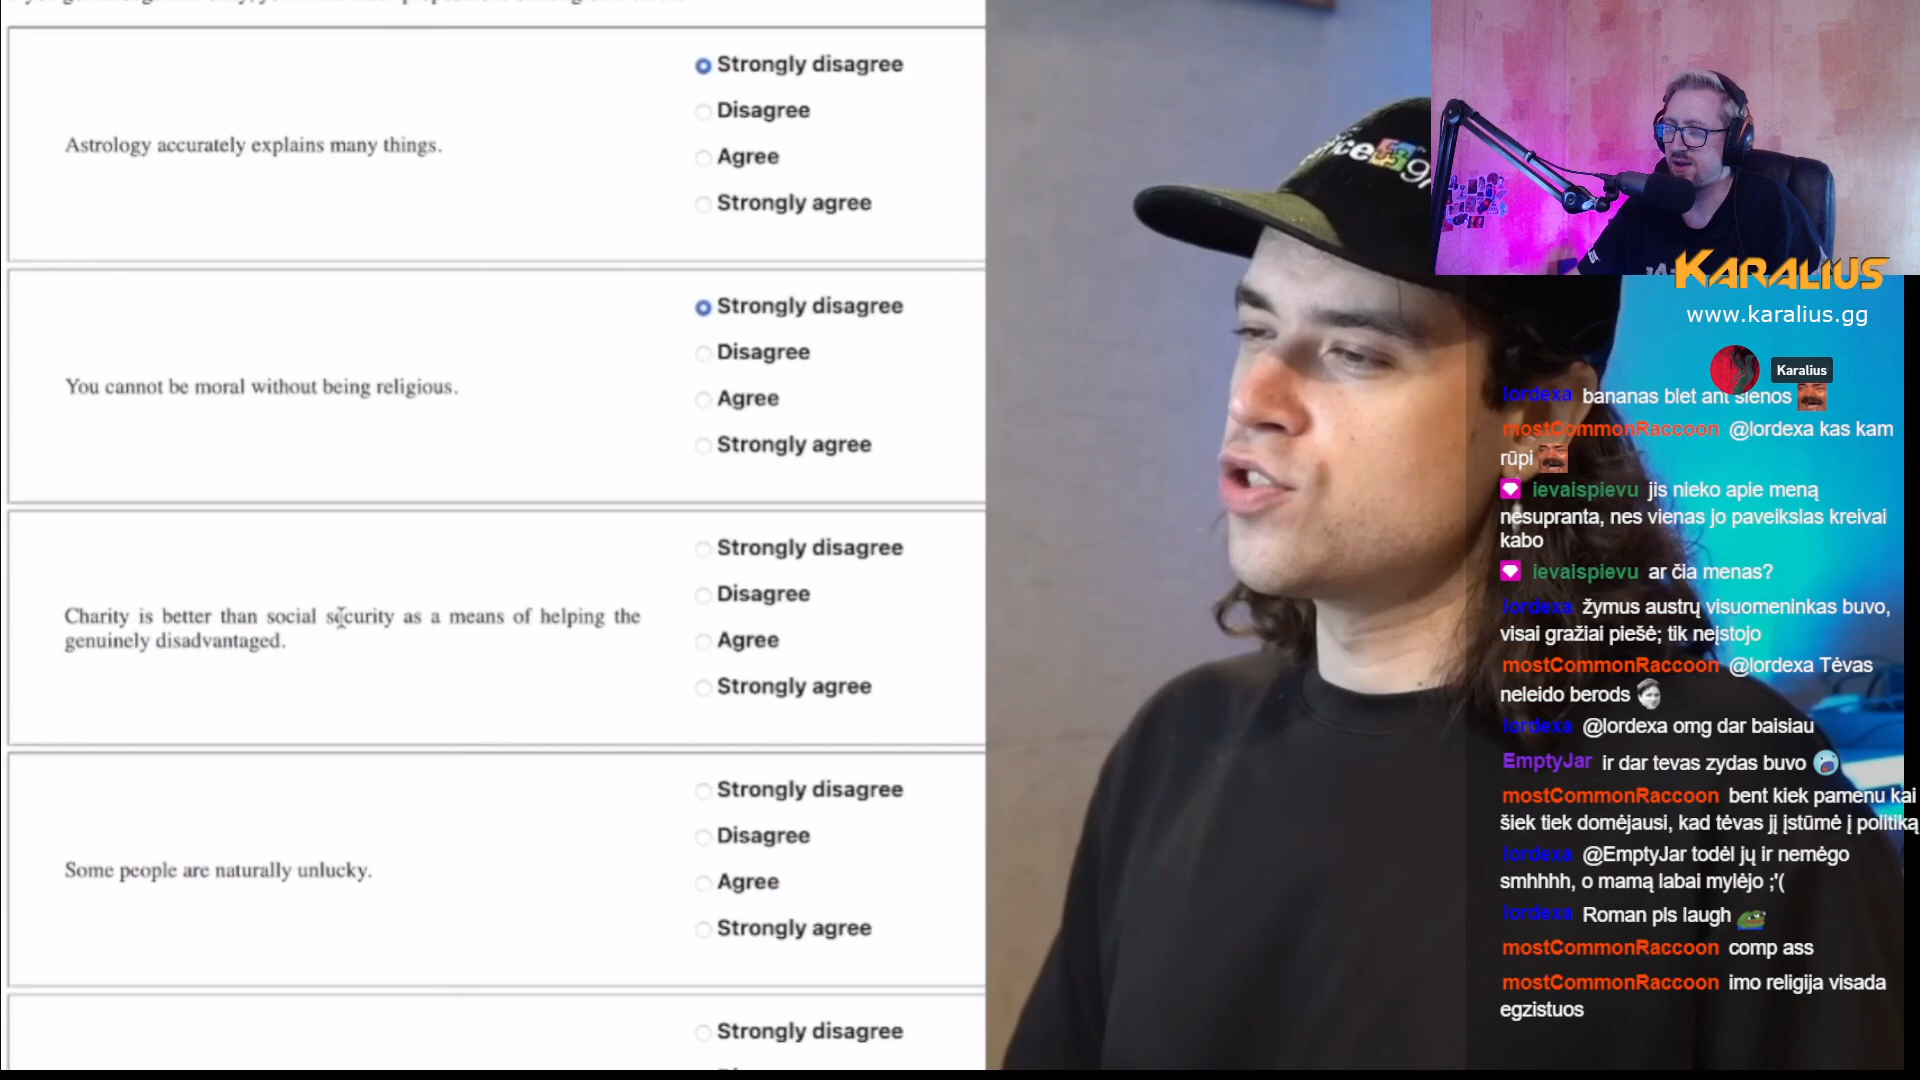 Astrology accurately explains many things.
Strongly disagree
Disagree
Agree
Strongly agree
You cannot be moral without being religious.
Strongly disagree
Disagree
Agree
Strongly agree
Charity is better than social security as a means of helping the
genuinely disadvantaged.
Strongly disagree
Disagree
Agree
Strongly agree
Some people are naturally unlucky.
Strongly disagree
Disagree
Agree
Strongly agree
Strongly disagree
KARALIUS
www.karalius.gg
Karalius
lordexa bananas blet ant sienos
mostCommonRaccoon @lordexa kas kam
rūpi
ievaispievu jis nieko apie meną
nesupranta, nes vienas jo paveikslas kreivai
kabo
ievaispievu ar čia menas?
lordexa žymus austrų visuomeninkas buvo,
visai gražiai piešė; tik neįstojo
mostCommonRaccoon @lordexa Tėvas
neleido berods
lordexa @lordexa omg dar baisiau
EmptyJar ir dar tevas zydas buvo
mostCommonRaccoon bent kiek pamenu kai
šiek tiek domėjausi, kad tėvas jį įstūmė į politiką
lordexa @EmptyJar todėl jų ir nemėgo
smhhhh, o mamą labai mylėjo ;'(
lordexa Roman pls laugh
mostCommonRaccoon comp ass
mostCommonRaccoon imo religija visada
egzistuos